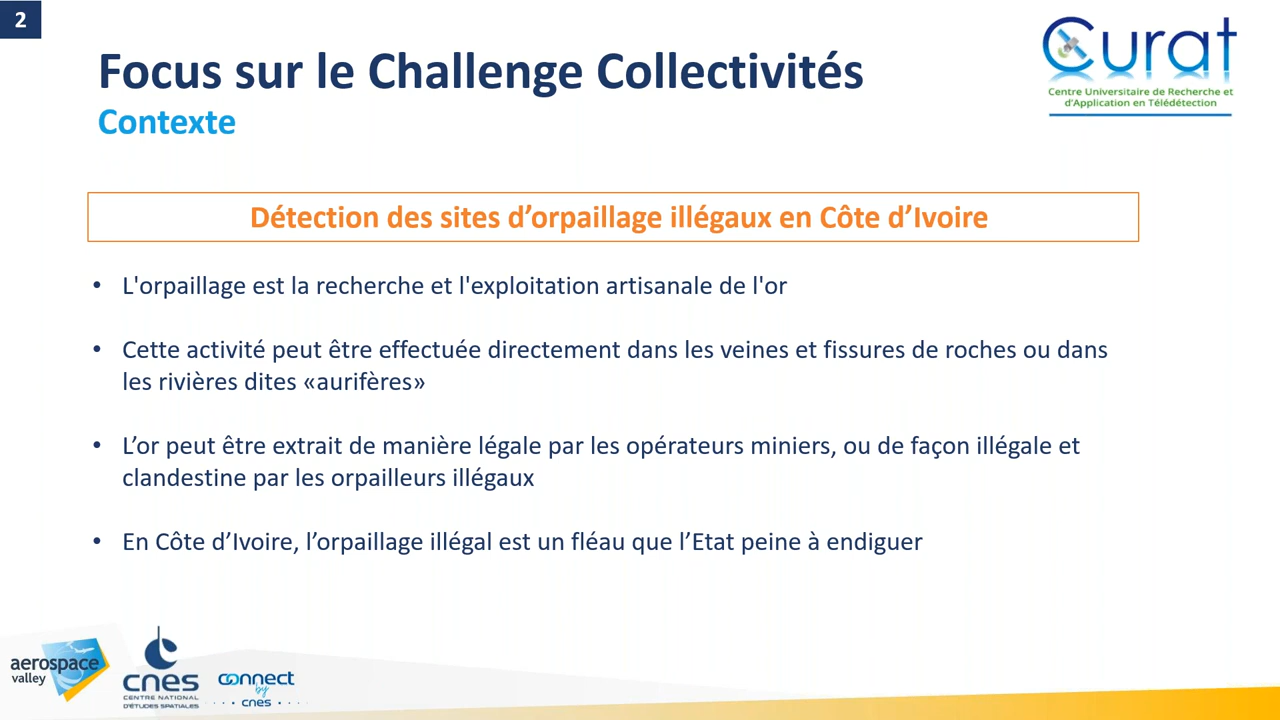 2
Focus sur le Challenge Collectivités
Contexte
Curat
Centre Universitaire de Recherche et
d'Application en Télédétection
Détection des sites d’orpaillage illégaux en Côte d’Ivoire
• L'orpaillage est la recherche et l'exploitation artisanale de l'or
• Cette activité peut être effectuée directement dans les veines et fissures de roches ou dans
les rivières dites «aurifères»
• L’or peut être extrait de manière légale par les opérateurs miniers, ou de façon illégale et
clandestine par les orpailleurs illégaux
• En Côte d’Ivoire, l’orpaillage illégal est un fléau que l’Etat peine à endiguer
aerospace
valley
cnes
CENTRE NATIONAL
D'ÉTUDES SPATIALES
connect
by
cnes